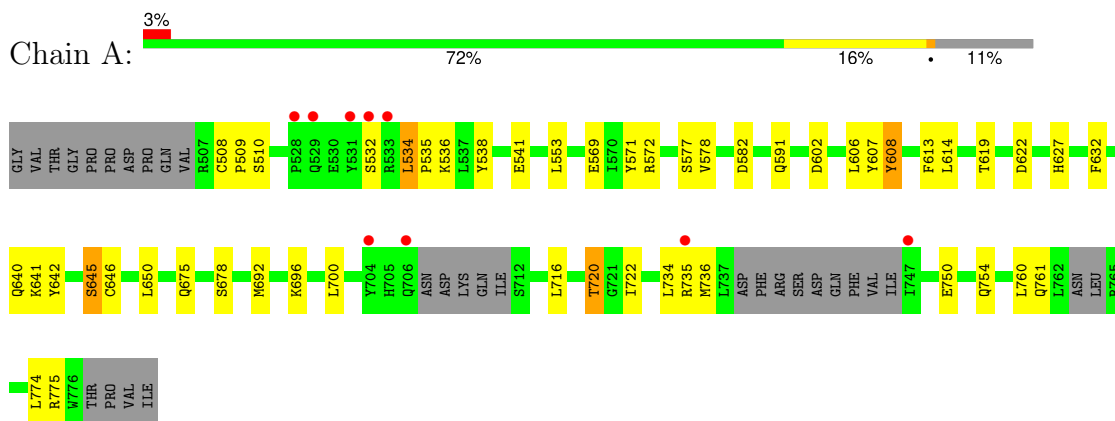 3%
Chain A:
72% 16% • 11%
GLY VAL THR GLY PRO PRO ASP PRO GLN VAL R507 C508 P509 S510 P528 Q529 E530 Y531 S532 R533 L534 P535 K536 L537 Y538 E541 L553 E569 I570 Y571 R572 S577 V578 D582 Q591 D602 L606 Y607 Y608 F613 L614 T619 D622 H627 F632
Q640 K641 Y642 S645 C646 L650 Q675 S678 M692 K696 L700 Y704 H705 Q706 ASN ASP LYS GLN ILE S712 L716 T720 G721 I722 L734 R735 M736 L737 ASP PHE ARG SER ASP GLN PHE VAL ILE I747 E750 Q754 L760 Q761 L762 ASN LEU
L774 R775 W776 THR PRO VAL ILE